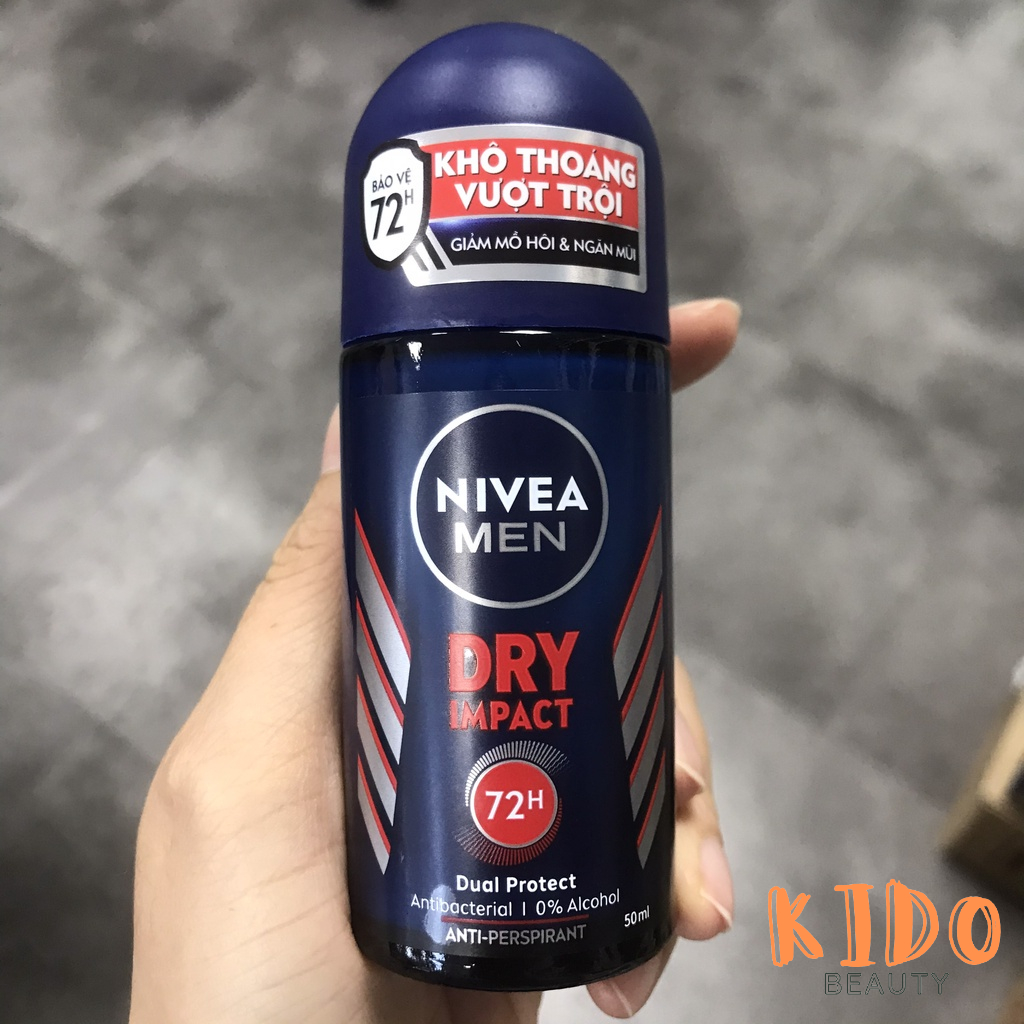 BẢO VỆ
72H
KHÔ THOÁNG
VƯỢT TRỘI
GIẢM MỒ HÔI & NGĂN MÙI
NIVEA
MEN
DRY
IMPACT
72H
Dual Protect
Antibacterial | 0% Alcohol
50ml
ANTI-PERSPIRANT
KIDO
BEAUTY